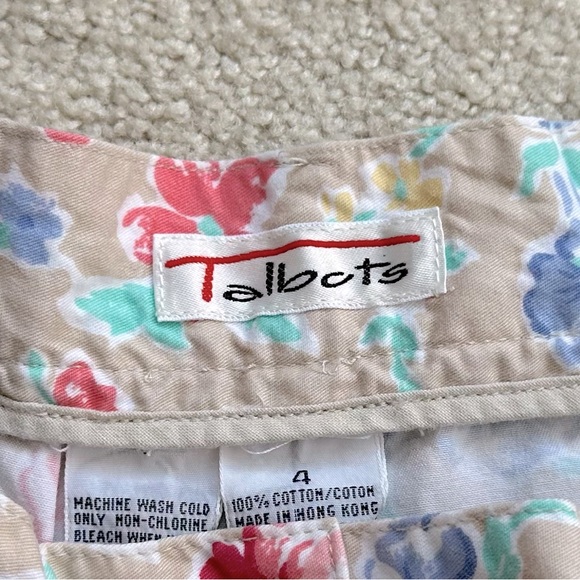 Talbots
MACHINE WASH COLD
ONLY NON-CHLORINE
BLEACH WHEN
4
100% COTTON/COTON
MADE IN HONG KONG